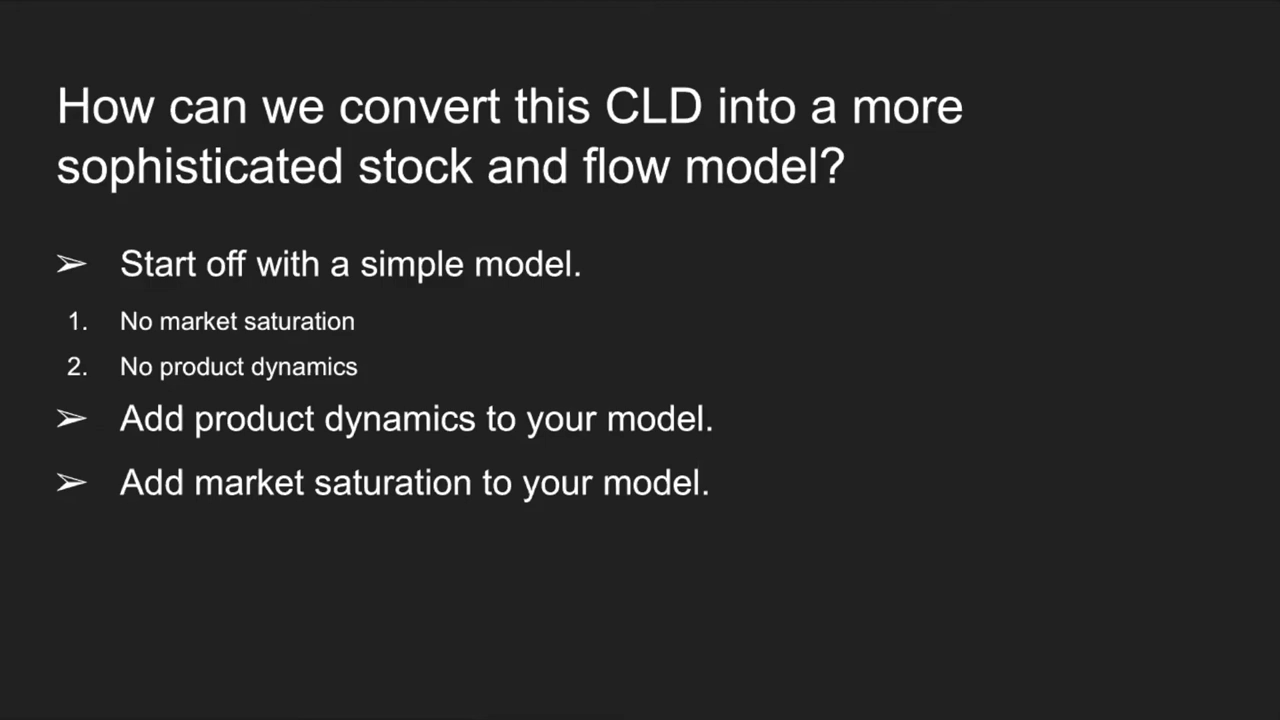 How can we convert this CLD into a more
sophisticated stock and flow model?
➢ Start off with a simple model.
1. No market saturation
2. No product dynamics
➢ Add product dynamics to your model.
➢ Add market saturation to your model.